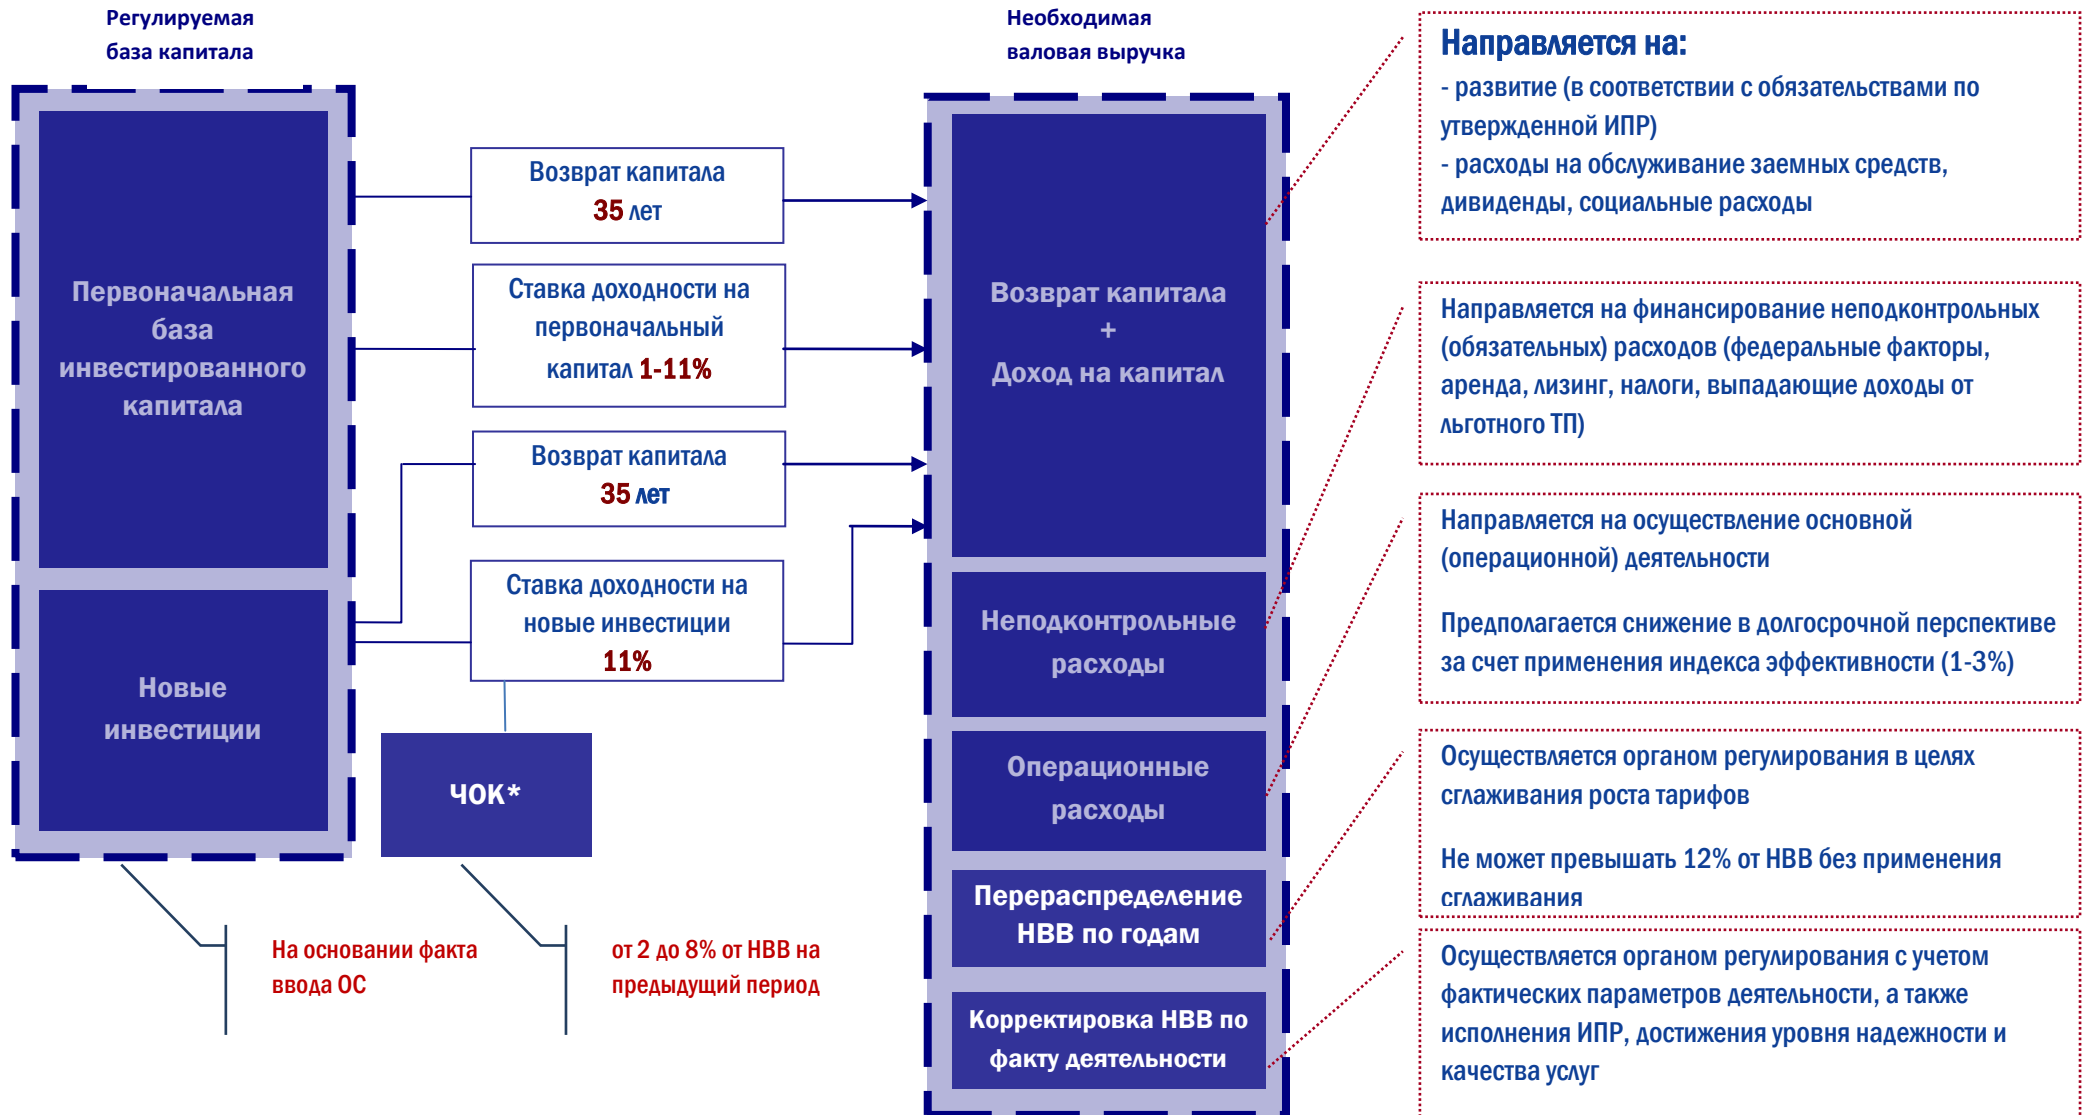 Регулируемая
база капитала
Первоначальная
база
инвестированного
капитала
Новые
инвестиции
На основании факта
ввода ОС
Возврат капитала
35 лет
Ставка доходности на
первоначальный
капитал 1-11%
Возврат капитала
35 лет
Ставка доходности на
новые инвестиции
11%
ЧОК*
от 2 до 8% от НВВ на
предыдущий период
Необходимая
валовая выручка
Возврат капитала
+
Доход на капитал
Неподконтрольные
расходы
Операционные
расходы
Перераспределение
НВВ по годам
Корректировка НВВ по
факту деятельности
Направляется на:
- развитие (в соответствии с обязательствами по
утвержденной ИПР)
- расходы на обслуживание заемных средств,
дивиденды, социальные расходы
Направляется на финансирование неподконтрольных
(обязательных) расходов (федеральные факторы,
аренда, лизинг, налоги, выпадающие доходы от
льготного ТП)
Направляется на осуществление основной
(операционной) деятельности
Предполагается снижение в долгосрочной перспективе
за счет применения индекса эффективности (1-3%)
Осуществляется органом регулирования в целях
сглаживания роста тарифов
Не может превышать 12% от НВВ без применения
сглаживания
Осуществляется органом регулирования с учетом
фактических параметров деятельности, а также
исполнения ИПР, достижения уровня надежности и
качества услуг